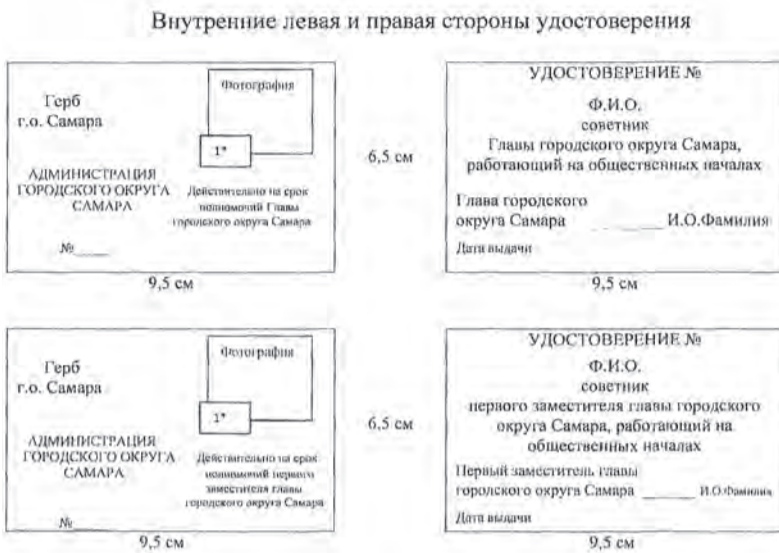 Внутренние левая и правая стороны удостоверения
Герб
г.о. Самара
АДМИНИСТРАЦИЯ
ГОРОДСКОГО ОКРУГА
САМАРА
№_____
Фотография
1*
Действительно на срок
полномочий Главы
городского округа Самара
9,5 см
6,5 см
УДОСТОВЕРЕНИЕ №
Ф.И.О.
советник
Главы городского округа Самара,
работающий на общественных началах
Глава городского
округа Самара ______ И.О.Фамилия
Дата выдачи
9,5 см
Герб
г.о. Самара
АДМИНИСТРАЦИЯ
ГОРОДСКОГО ОКРУГА
САМАРА
№_____
Фотография
1*
Действительно на срок
полномочий первого
заместителя главы
городского округа Самара
9,5 см
6,5 см
УДОСТОВЕРЕНИЕ №
Ф.И.О.
советник
первого заместителя главы городского
округа Самара, работающий на
общественных началах
Первый заместитель главы
городского округа Самара ______ И.О.Фамилия
Дата выдачи
9,5 см